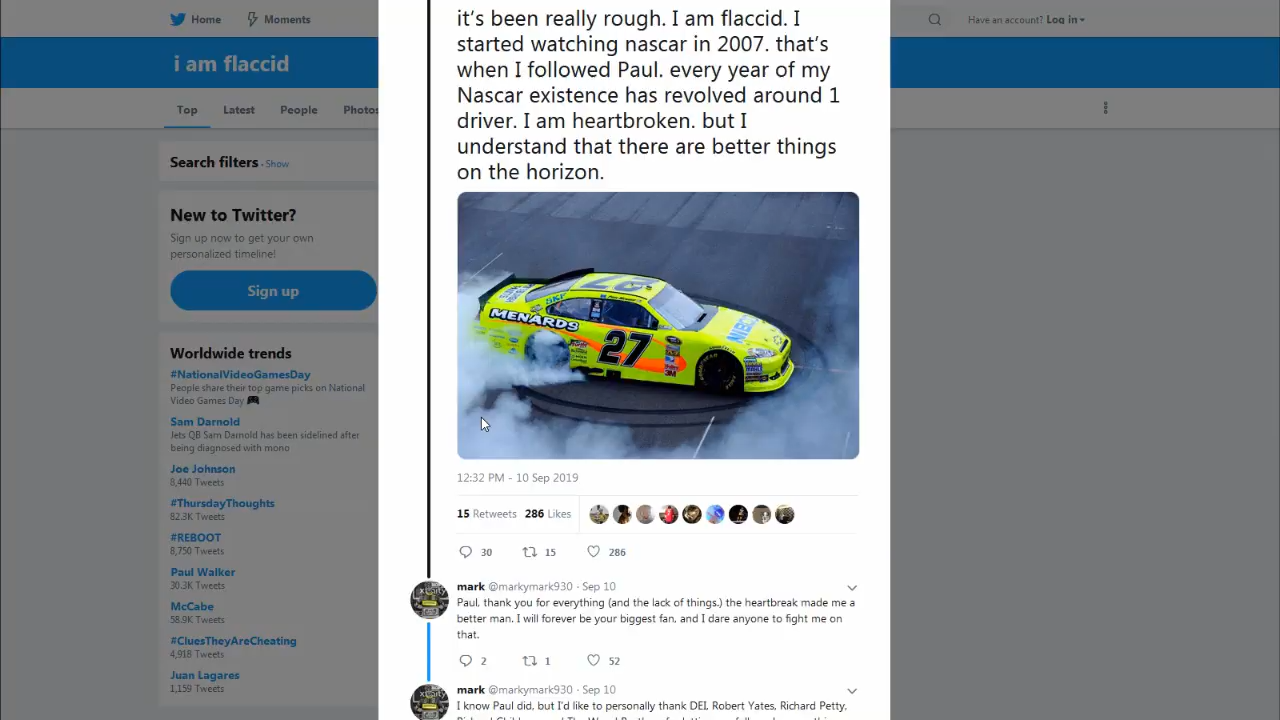 Home
Moments
Have an account? Log in
i am flaccid
Top
Latest
People
Photos
Search filters · Show
New to Twitter?
Sign up now to get your own
personalized timeline!
Sign up
Worldwide trends
#NationalVideoGamesDay
People share their top game picks on National
Video Games Day
Sam Darnold
Jets QB Sam Darnold has been sidelined after
being diagnosed with mono
Joe Johnson
8,440 Tweets
#ThursdayThoughts
82.3K Tweets
#REBOOT
8,750 Tweets
Paul Walker
30.3K Tweets
McCabe
58.9K Tweets
#CluesTheyAreCheating
4,918 Tweets
Juan Lagares
1,159 Tweets
it's been really rough. I am flaccid. I
started watching nascar in 2007. that's
when I followed Paul. every year of my
Nascar existence has revolved around 1
driver. I am heartbroken. but I
understand that there are better things
on the horizon.
27
MENARDS
27
12:32 PM - 10 Sep 2019
15 Retweets 286 Likes
30 15 286
mark @markymark930 · Sep 10
Paul, thank you for everything (and the lack of things.) the heartbreak made me a
better man. I will forever be your biggest fan, and I dare anyone to fight me on
that.
2 1 52
mark @markymark930 · Sep 10
I know Paul did, but I'd like to personally thank DEI, Robert Yates, Richard Petty,